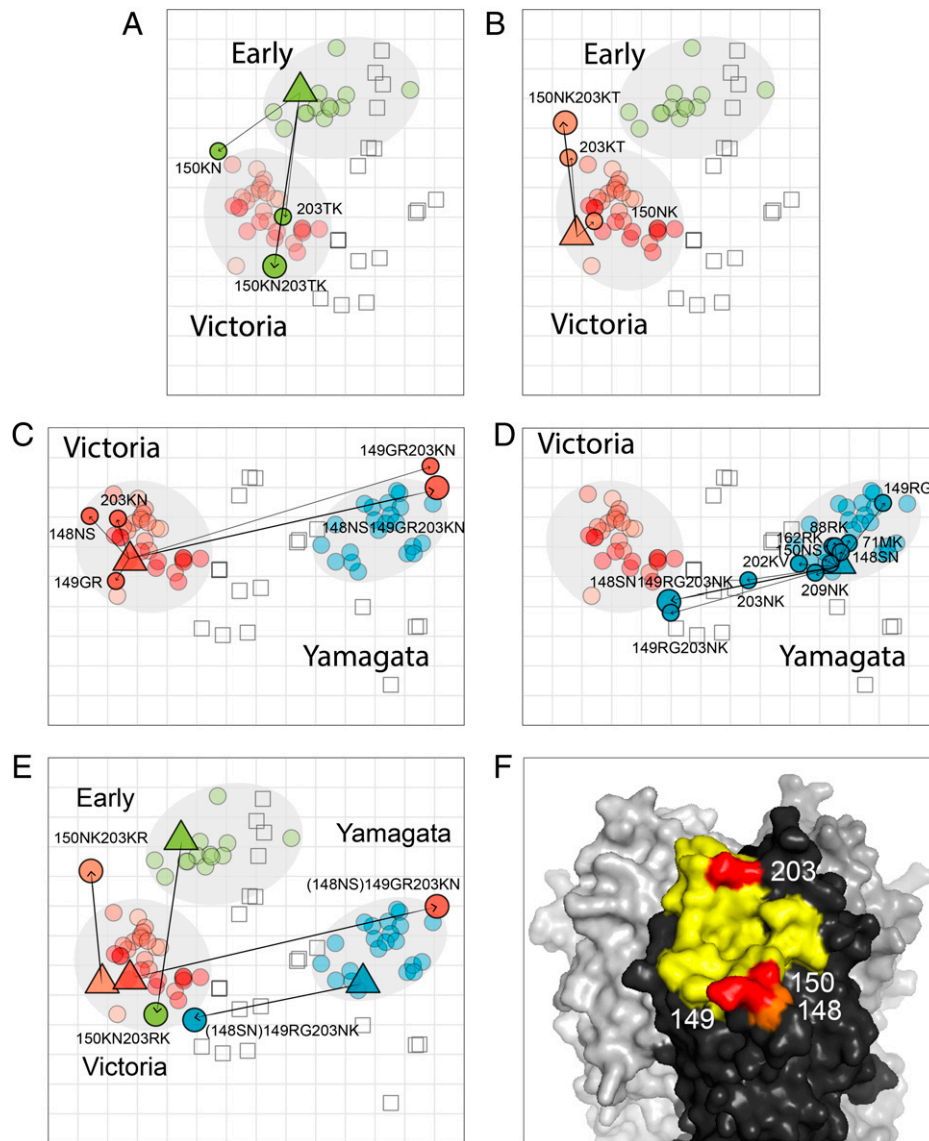 A
Early
150KN
203TK
150KN203TK
Victoria
B
Early
150NK203KT
203KT
150NK
Victoria
C
Victoria
149GR203KN
203KN
148NS
148NS149GR203KN
149GR
Yamagata
D
Victoria
149RG
88RK
162RK
71MK
150NS
148SN
202KV
148SN149RG203NK
209NK
203NK
149RG203NK
Yamagata
E
Early
Yamagata
150NK203KR
(148NS)149GR203KN
(148SN)149RG203NK
150KN203RK
Victoria
F
203
150
149
148